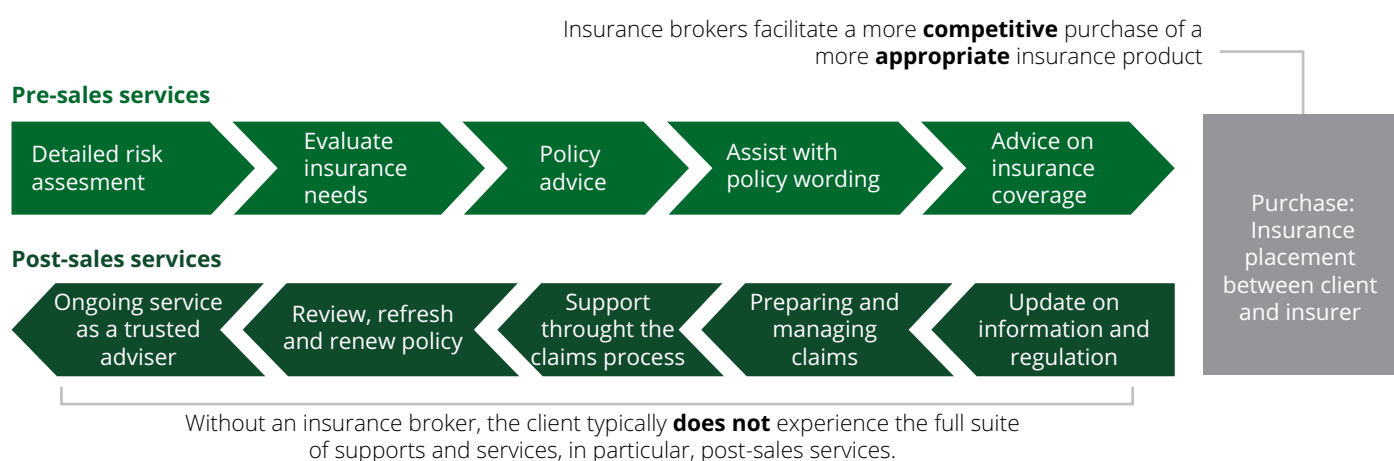 Insurance brokers facilitate a more competitive purchase of a
more appropriate insurance product
Pre-sales services
Detailed risk
assesment
Evaluate
insurance
needs
Policy
advice
Assist with
policy wording
Advice on
insurance
coverage
Purchase:
Insurance
placement
between client
and insurer
Post-sales services
Ongoing service
as a trusted
adviser
Review, refresh
and renew policy
Support
throught the
claims process
Preparing and
managing
claims
Update on
information and
regulation
Without an insurance broker, the client typically does not experience the full suite
of supports and services, in particular, post-sales services.